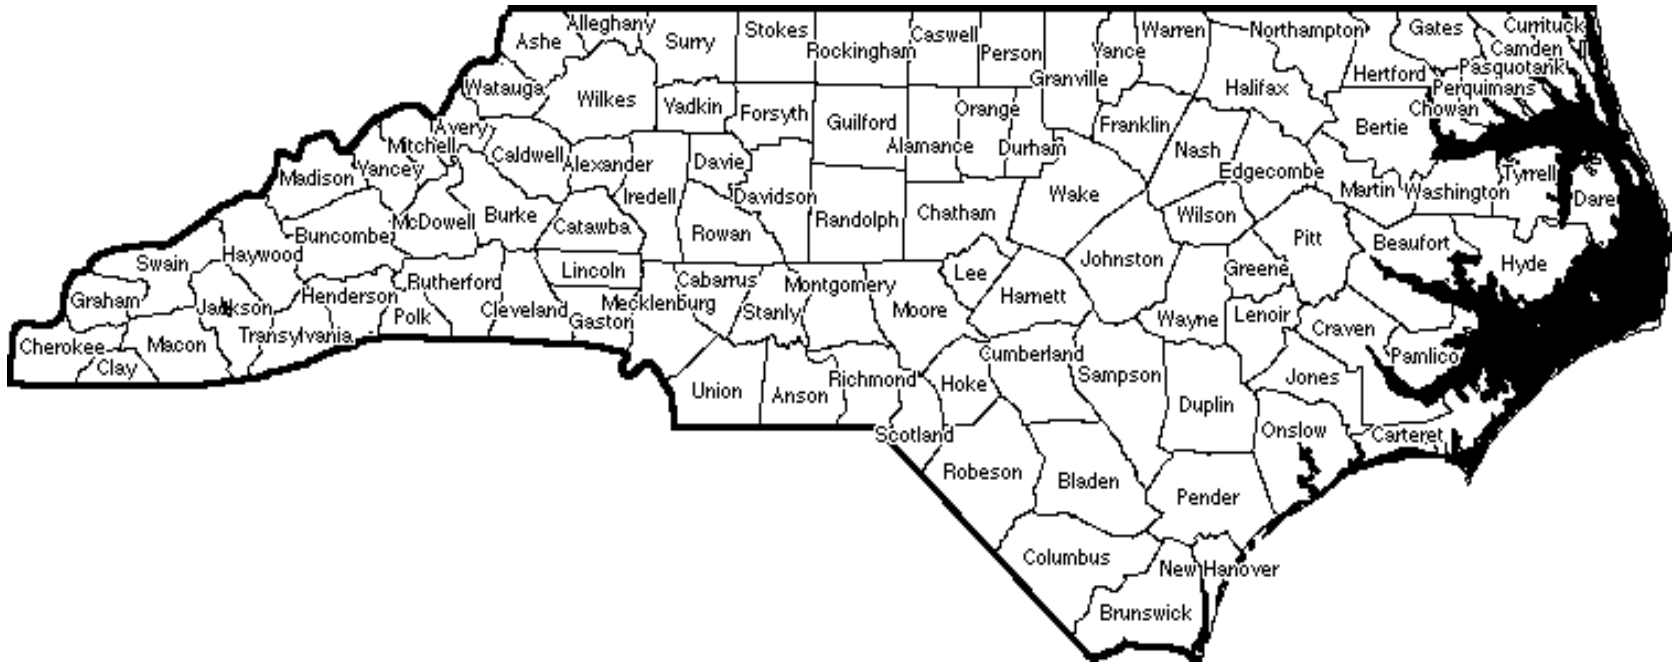 Alleghany
Ashe
Surry
Stokes
Rockingham
Caswell
Person
Granville
Vance
Warren
Northampton
Gates
Currituck
Camden
Pasquotank
Perquimans
Chowan
Hertford
Halifax
Watauga
Wilkes
Yadkin
Forsyth
Guilford
Alamance
Orange
Durham
Franklin
Bertie
Avery
Mitchell
Yancey
Madison
Caldwell
Alexander
Iredell
Davie
Davidson
Randolph
Chatham
Wake
Nash
Edgecombe
Martin
Washington
Tyrrell
Dare
Buncombe
McDowell
Burke
Catawba
Rowan
Wilson
Pitt
Beaufort
Hyde
Swain
Haywood
Rutherford
Lincoln
Cabarrus
Montgomery
Moore
Lee
Harnett
Johnston
Greene
Graham
Jackson
Henderson
Polk
Cleveland
Gaston
Mecklenburg
Stanly
Wayne
Lenoir
Craven
Pamlico
Cherokee
Clay
Macon
Transylvania
Union
Anson
Richmond
Hoke
Cumberland
Sampson
Duplin
Jones
Scotland
Robeson
Bladen
Onslow
Carteret
Pender
Columbus
New Hanover
Brunswick